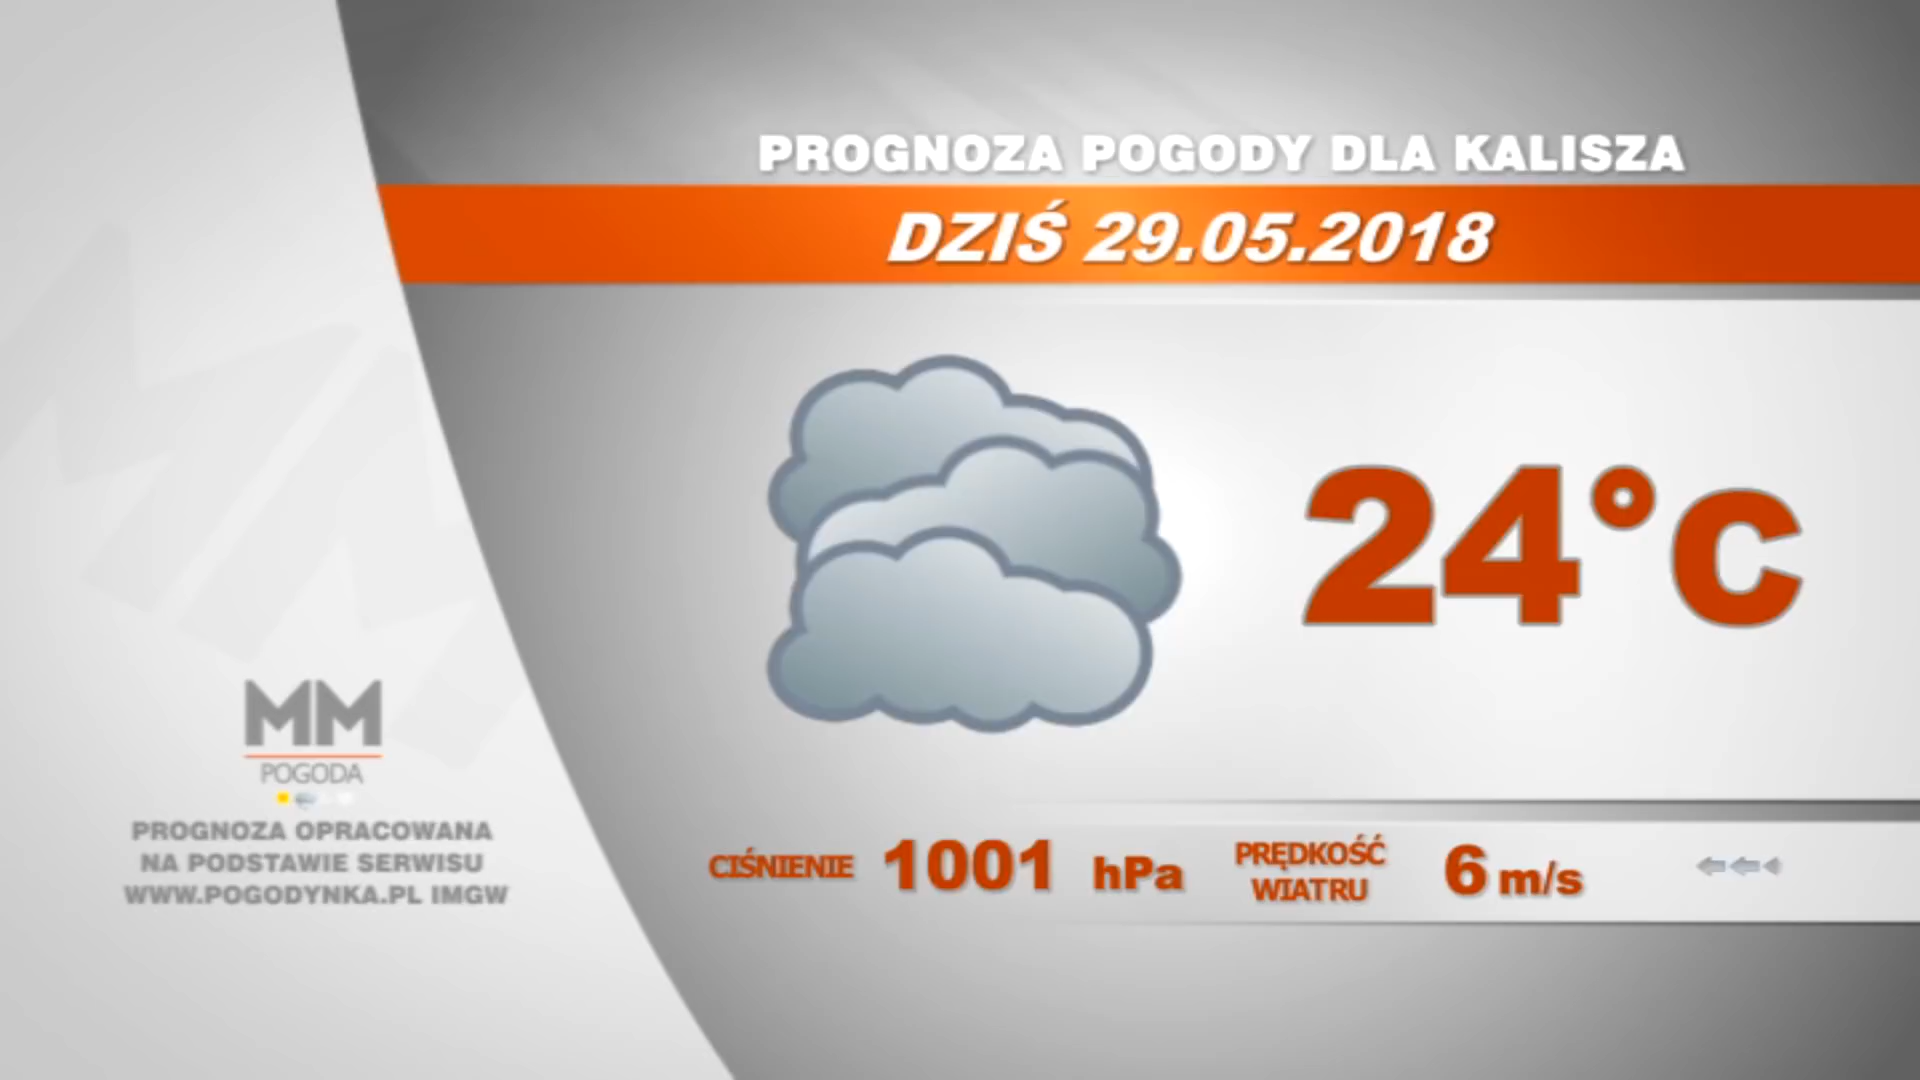 PROGNOZA POGODY DLA KALISZA
DZIŚ 29.05.2018
24°C
CIŚNIENIE 1001 hPa
PRĘDKOŚĆ
WIATRU
6 m/s
MM
POGODA
PROGNOZA OPRACOWANA
NA PODSTAWIE SERWISU
WWW.POGODYNKA.PL IMGW